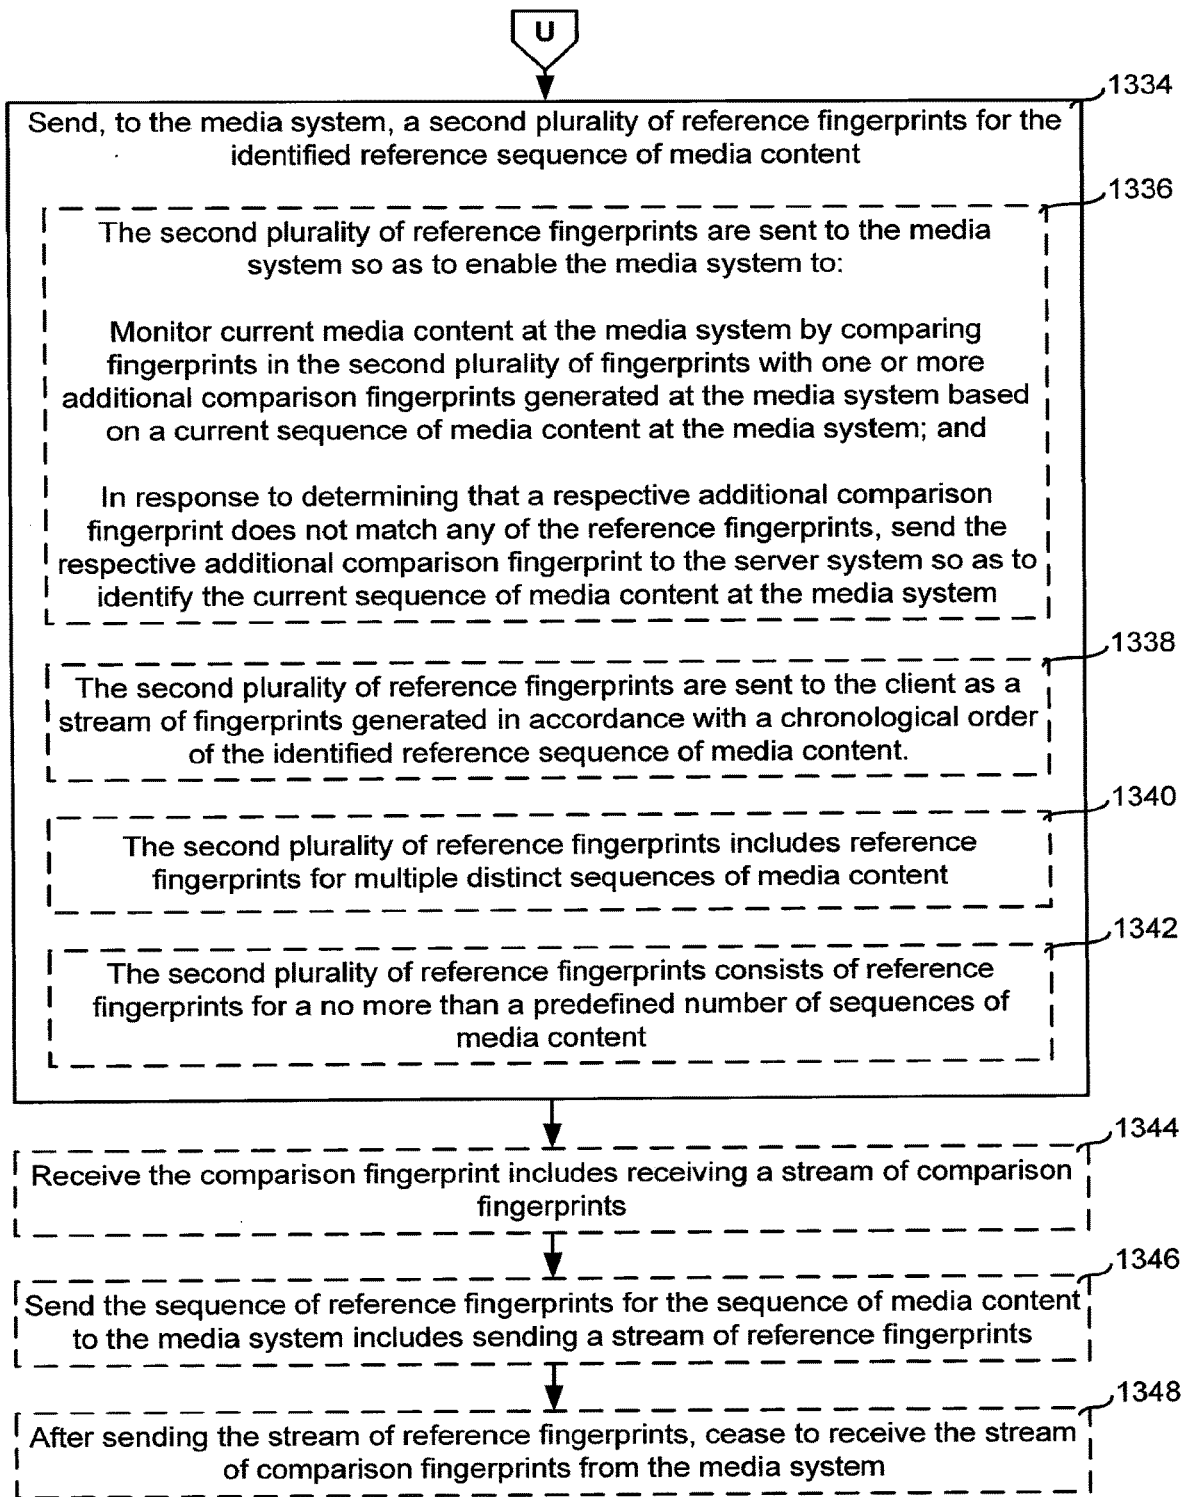 U
1334
Send, to the media system, a second plurality of reference fingerprints for the
identified reference sequence of media content
1336
The second plurality of reference fingerprints are sent to the media
system so as to enable the media system to:
Monitor current media content at the media system by comparing
fingerprints in the second plurality of fingerprints with one or more
additional comparison fingerprints generated at the media system based
on a current sequence of media content at the media system; and
In response to determining that a respective additional comparison
fingerprint does not match any of the reference fingerprints, send the
respective additional comparison fingerprint to the server system so as to
identify the current sequence of media content at the media system
1338
The second plurality of reference fingerprints are sent to the client as a
stream of fingerprints generated in accordance with a chronological order
of the identified reference sequence of media content.
1340
The second plurality of reference fingerprints includes reference
fingerprints for multiple distinct sequences of media content
1342
The second plurality of reference fingerprints consists of reference
fingerprints for a no more than a predefined number of sequences of
media content
1344
Receive the comparison fingerprint includes receiving a stream of comparison
fingerprints
1346
Send the sequence of reference fingerprints for the sequence of media content
to the media system includes sending a stream of reference fingerprints
1348
After sending the stream of reference fingerprints, cease to receive the stream
of comparison fingerprints from the media system